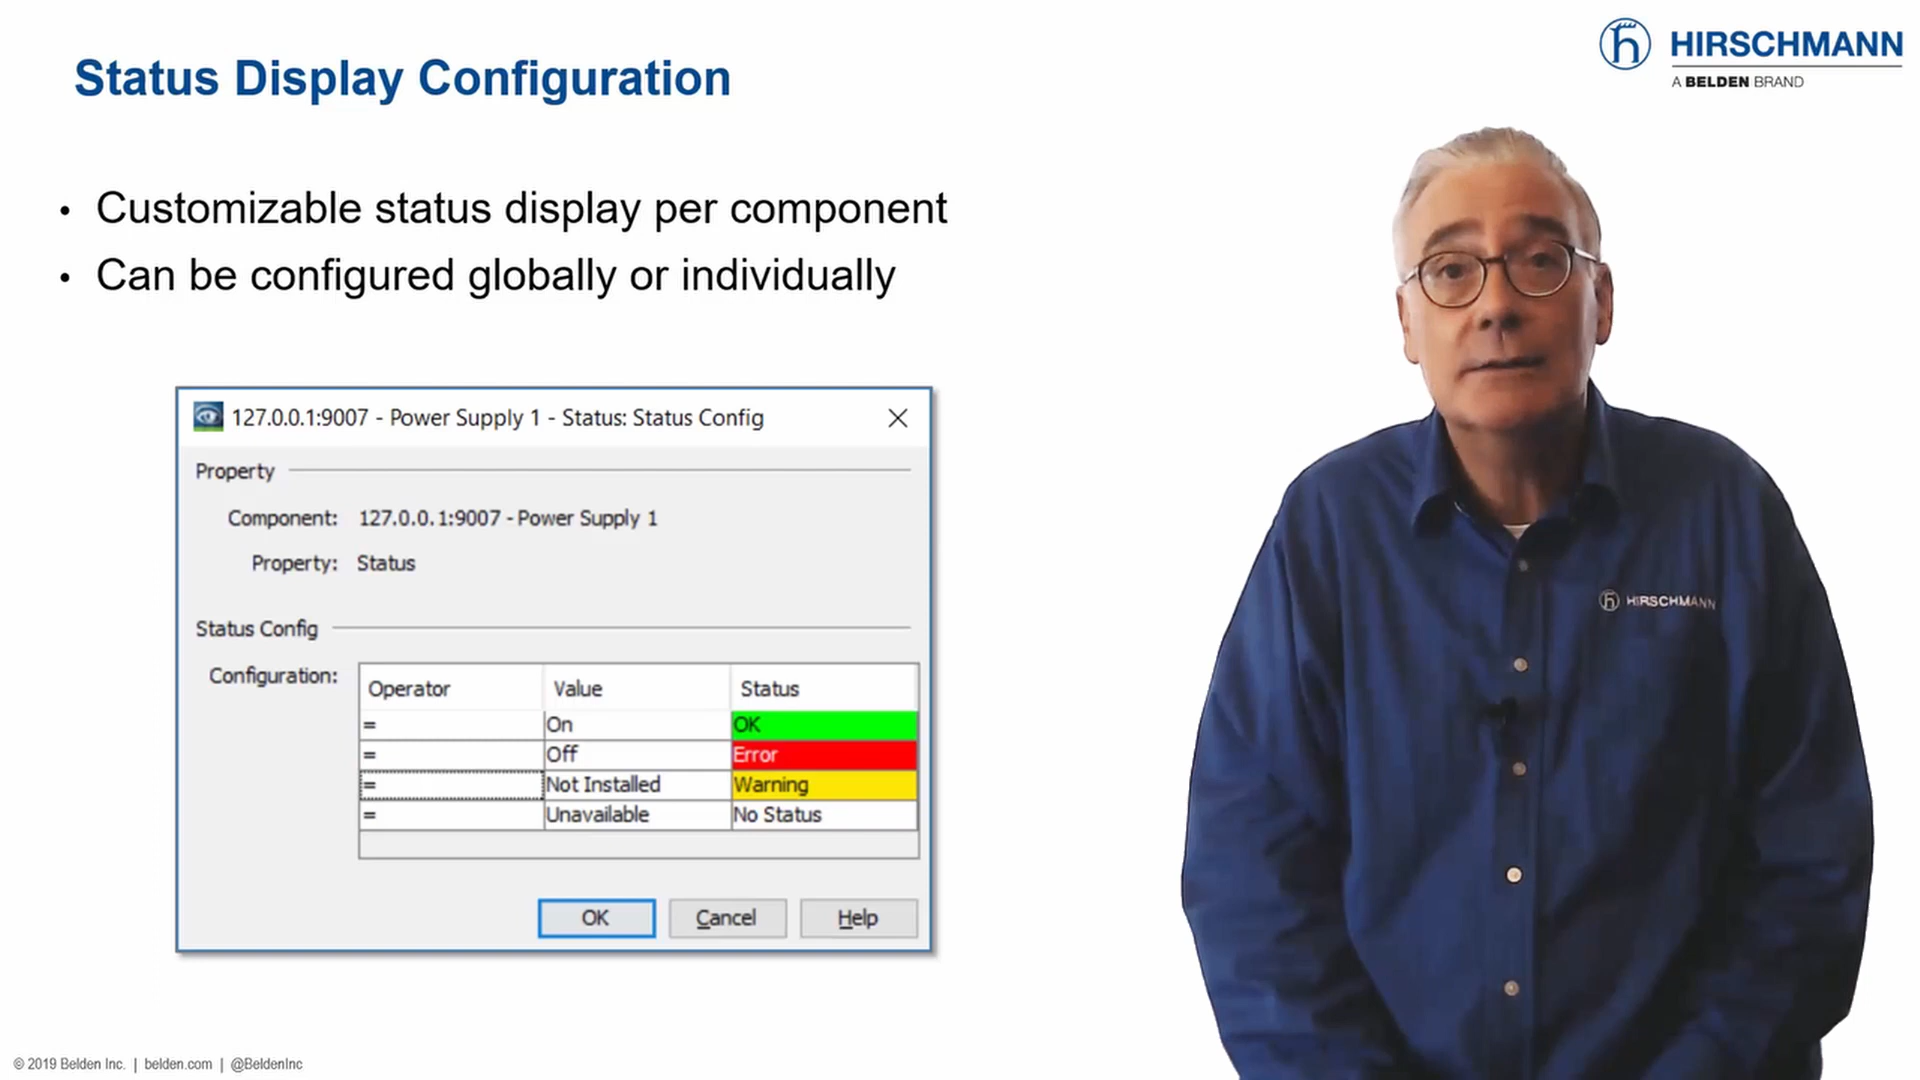 Status Display Configuration
HIRSCHMANN
A BELDEN BRAND
• Customizable status display per component
• Can be configured globally or individually
127.0.0.1:9007 - Power Supply 1 - Status: Status Config
Property
Component: 127.0.0.1:9007 - Power Supply 1
Property: Status
Status Config
Configuration:
Operator Value Status
= On OK
= Off Error
= Not Installed Warning
= Unavailable No Status
OK Cancel Help
HIRSCHMANN
© 2019 Belden Inc. | belden.com | @BeldenInc